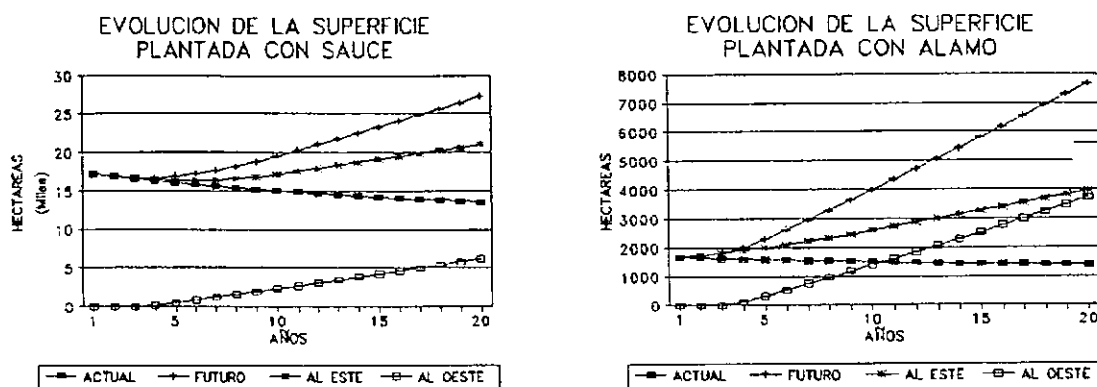 EVOLUCION DE LA SUPERFICIE
PLANTADA CON SAUCE
30
25
20
15
10
5
0
HECTAREAS
(Miles)
1
5
10
15
20
AÑOS
ACTUAL
FUTURO
AL ESTE
AL OESTE
EVOLUCION DE LA SUPERFICIE
PLANTADA CON ALAMO
8000
7000
6000
5000
4000
3000
2000
1000
0
HECTAREAS
1
5
10
15
20
AÑOS
ACTUAL
FUTURO
AL ESTE
AL OESTE